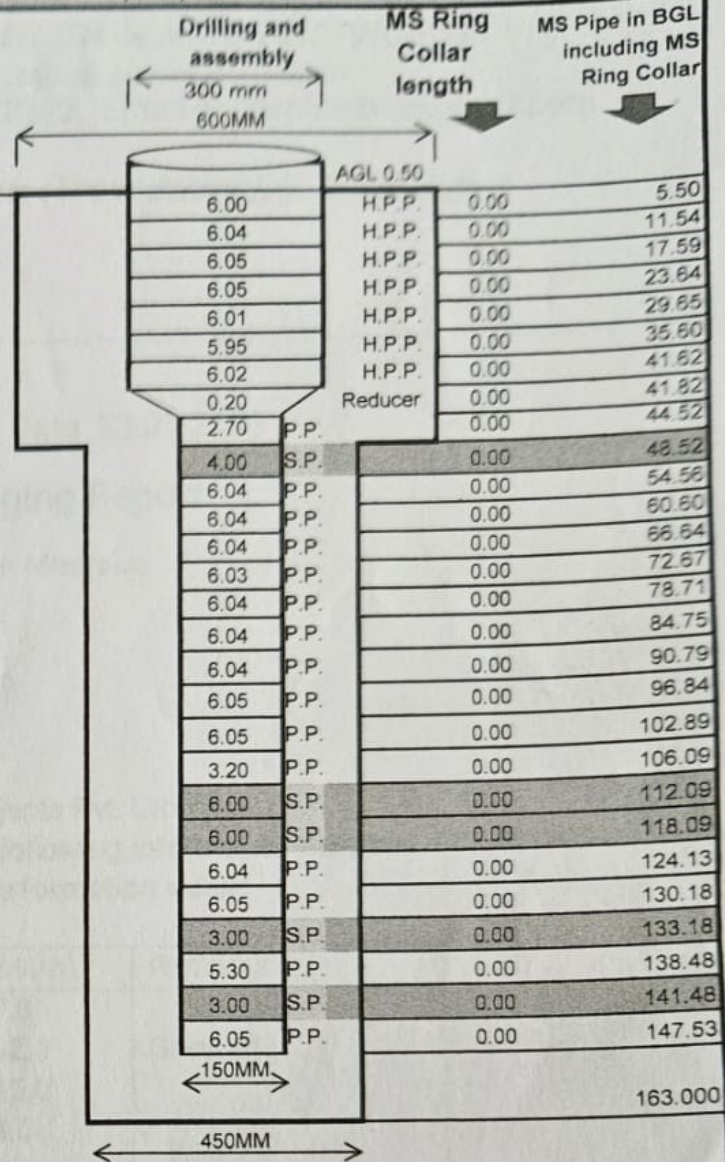 Drilling and assembly MS Ring Collar length MS Pipe in BGL including MS Ring Collar
300 mm
600MM
AGL 0.50
6.00 H.P.P. 0.00 5.50
6.04 H.P.P. 0.00 11.54
6.05 H.P.P. 0.00 17.59
6.05 H.P.P. 0.00 23.64
6.01 H.P.P. 0.00 29.65
5.95 H.P.P. 0.00 35.60
6.02 H.P.P. 0.00 41.62
0.20 Reducer 0.00 41.82
2.70 P.P. 0.00 44.52
4.00 S.P. 0.00 48.52
6.04 P.P. 0.00 54.56
6.04 P.P. 0.00 60.60
6.04 P.P. 0.00 66.64
6.03 P.P. 0.00 72.67
6.04 P.P. 0.00 78.71
6.04 P.P. 0.00 84.75
6.04 P.P. 0.00 90.79
6.05 P.P. 0.00 96.84
6.05 P.P. 0.00 102.89
3.20 P.P. 0.00 106.09
6.00 S.P. 0.00 112.09
6.00 S.P. 0.00 118.09
6.04 P.P. 0.00 124.13
6.05 P.P. 0.00 130.18
3.00 S.P. 0.00 133.18
5.30 P.P. 0.00 138.48
3.00 S.P. 0.00 141.48
6.05 P.P. 0.00 147.53
150MM
163.000
450MM